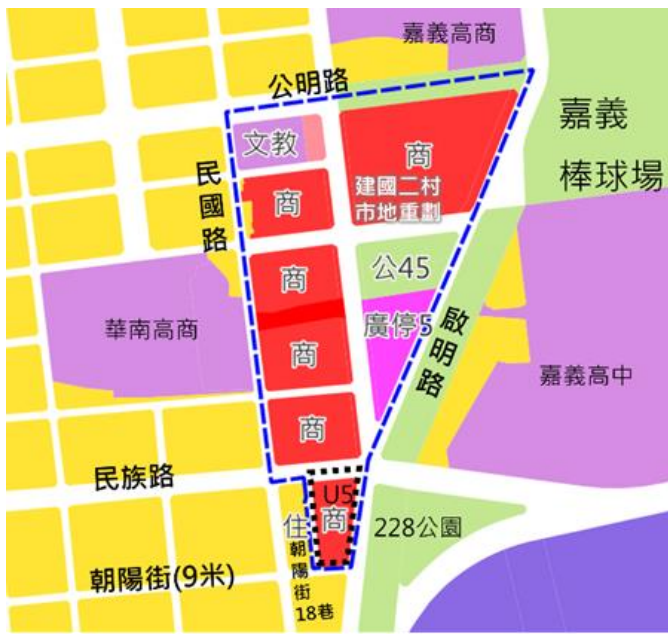 嘉義高商
公明路
嘉義
棒球場
文教
商
建國二村
市地重劃
民國路
商
公45
商
廣停5
啟明路
華南高商
商
嘉義高中
商
民族路
U5
商
住
228公園
朝陽街18巷
朝陽街(9米)